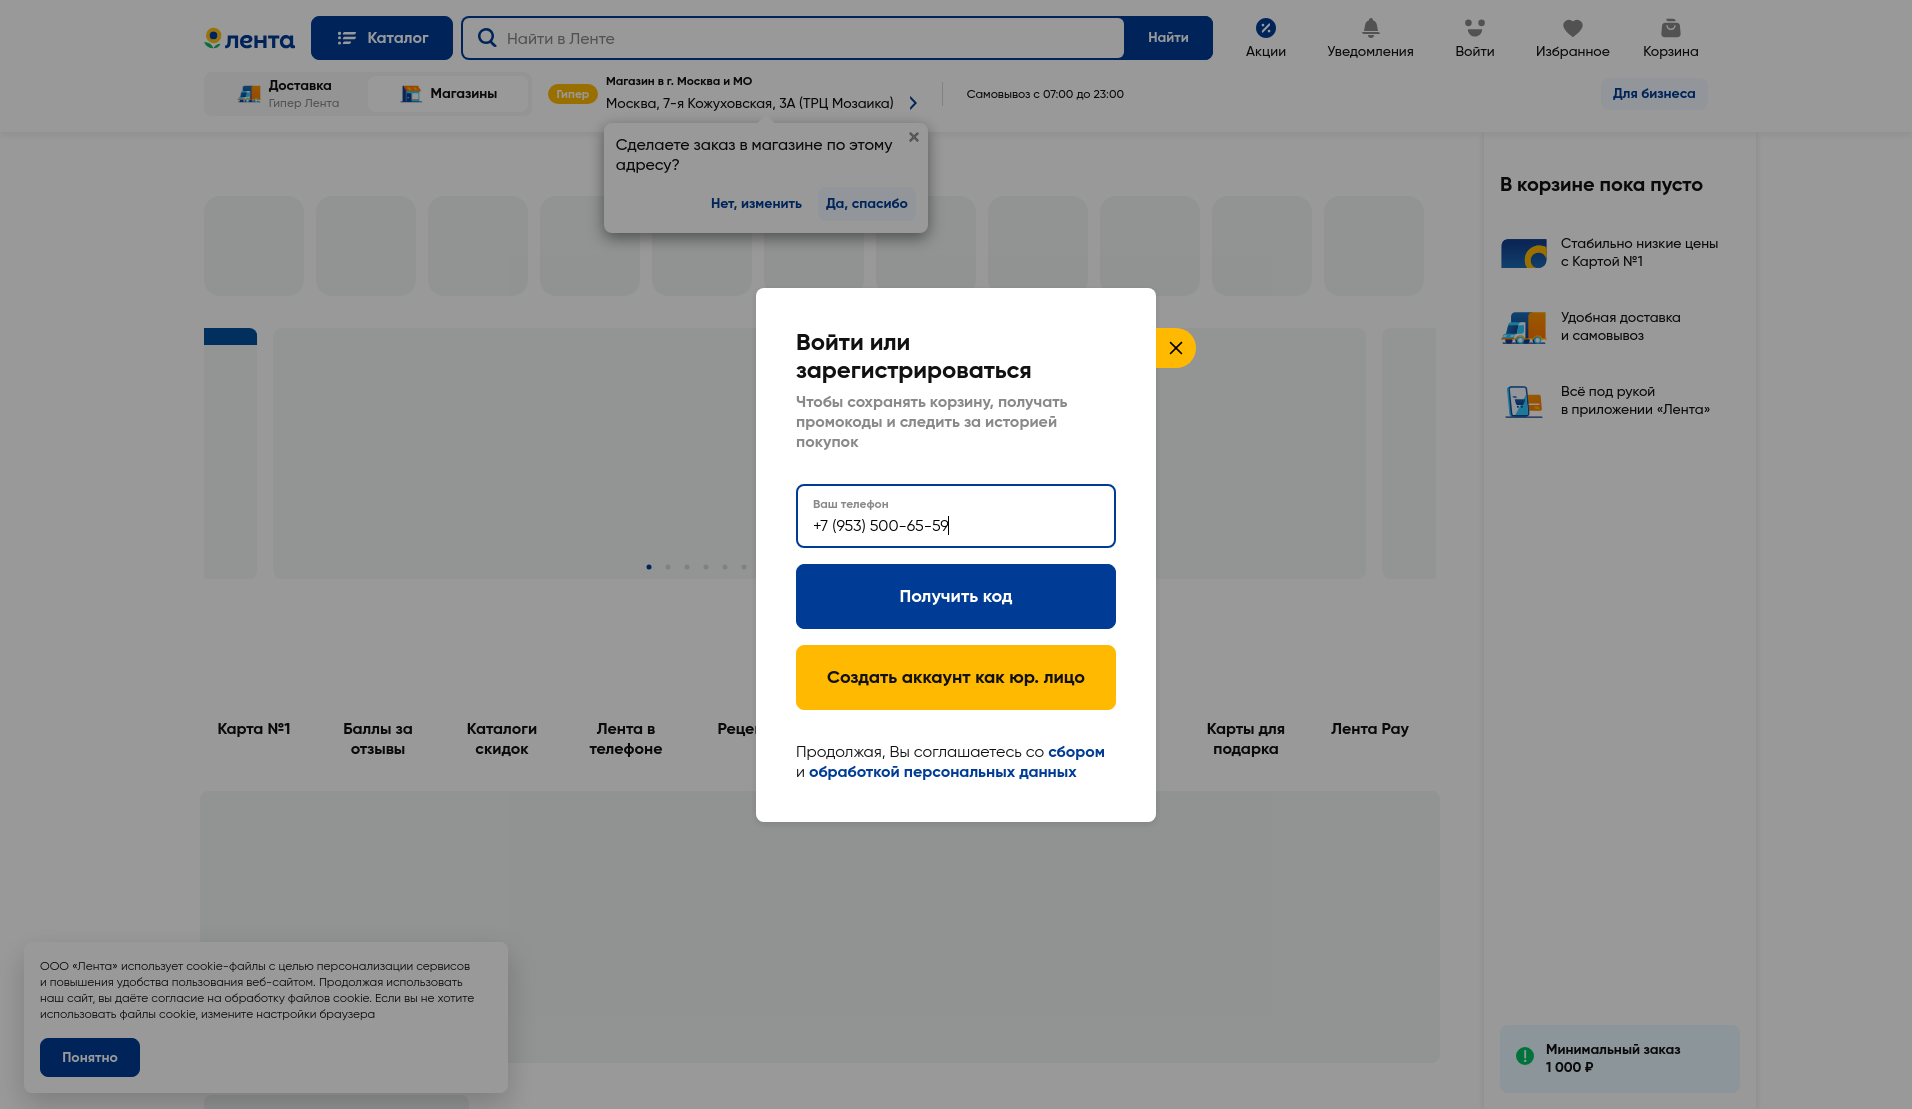 лента
Каталог
Найти в Ленте
Найти
Акции
Уведомления
Войти
Избранное
Корзина
Доставка
Гипер Лента
Магазины
Гипер
Магазин в г. Москва и МО
Москва, 7-я Кожуховская, 3А (ТРЦ Мозаика)
Самовывоз с 07:00 до 23:00
Для бизнеса
Сделаете заказ в магазине по этому
адресу?
Нет, изменить
Да, спасибо
В корзине пока пусто
Стабильно низкие цены
с Картой №1
Удобная доставка
и самовывоз
Всё под рукой
в приложении «Лента»
Войти или
зарегистрироваться
Чтобы сохранять корзину, получать
промокоды и следить за историей
покупок
Ваш телефон
+7 (953) 500-65-59
Получить код
Создать аккаунт как юр. лицо
Продолжая, Вы соглашаетесь со сбором
и обработкой персональных данных
Карта №1
Баллы за
отзывы
Каталоги
скидок
Лента в
телефоне
Карты для
подарка
Лента Pay
ООО «Лента» использует cookie-файлы с целью персонализации сервисов
и повышения удобства пользования веб-сайтом. Продолжая использовать
наш сайт, вы даёте согласие на обработку файлов cookie. Если вы не хотите
использовать файлы cookie, измените настройки браузера
Понятно
Минимальный заказ
1 000 ₽